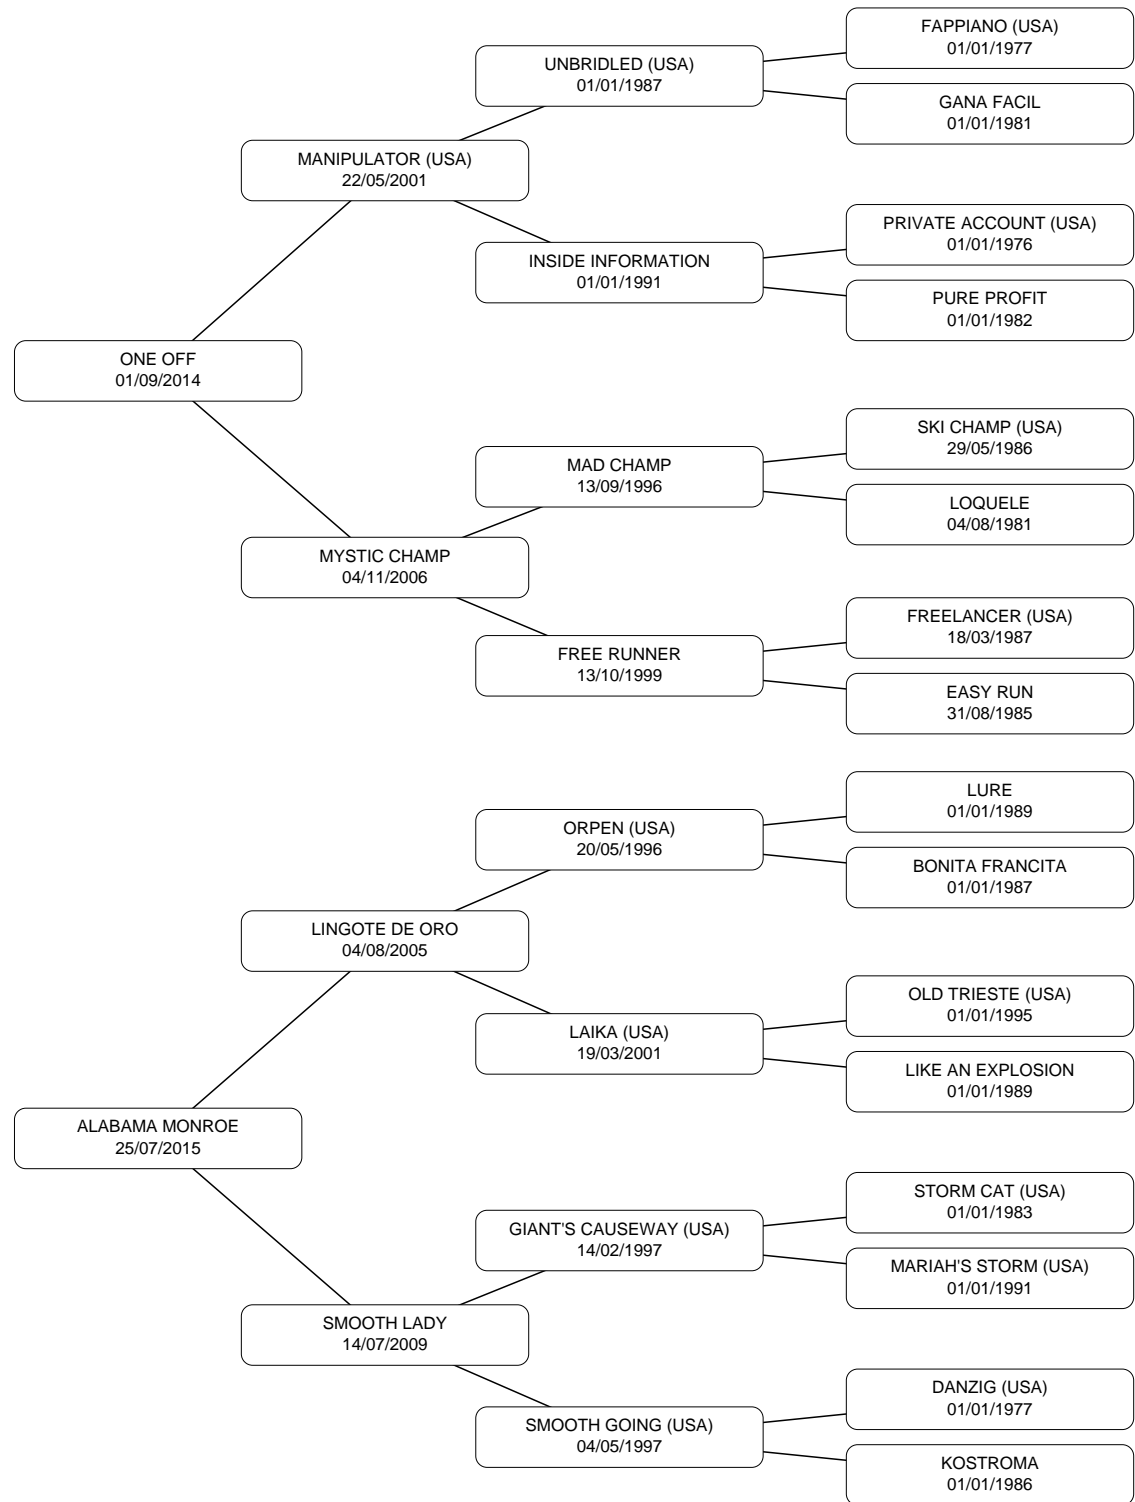 FAPPIANO (USA)
01/01/1977
UNBRIDLED (USA)
01/01/1987
GANA FACIL
01/01/1981
MANIPULATOR (USA)
22/05/2001
PRIVATE ACCOUNT (USA)
01/01/1976
INSIDE INFORMATION
01/01/1991
PURE PROFIT
01/01/1982
ONE OFF
01/09/2014
SKI CHAMP (USA)
29/05/1986
MAD CHAMP
13/09/1996
LOQUELE
04/08/1981
MYSTIC CHAMP
04/11/2006
FREELANCER (USA)
18/03/1987
FREE RUNNER
13/10/1999
EASY RUN
31/08/1985
LURE
01/01/1989
ORPEN (USA)
20/05/1996
BONITA FRANCITA
01/01/1987
LINGOTE DE ORO
04/08/2005
OLD TRIESTE (USA)
01/01/1995
LAIKA (USA)
19/03/2001
LIKE AN EXPLOSION
01/01/1989
ALABAMA MONROE
25/07/2015
STORM CAT (USA)
01/01/1983
GIANT'S CAUSEWAY (USA)
14/02/1997
MARIAH'S STORM (USA)
01/01/1991
SMOOTH LADY
14/07/2009
DANZIG (USA)
01/01/1977
SMOOTH GOING (USA)
04/05/1997
KOSTROMA
01/01/1986